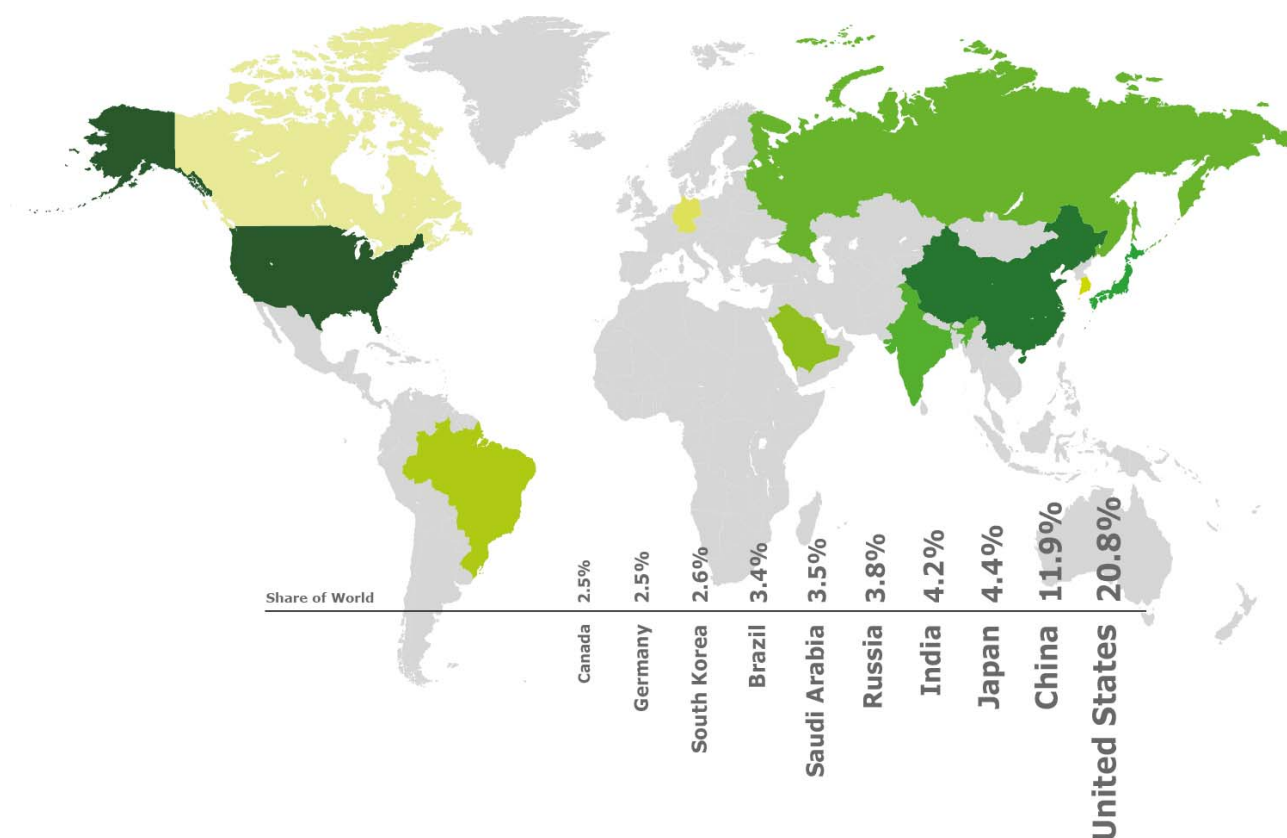 Share of World
2.5%
2.5%
2.6%
3.4%
3.5%
3.8%
4.2%
4.4%
11.9%
20.8%
Canada
Germany
South Korea
Brazil
Saudi Arabia
Russia
India
Japan
China
United States